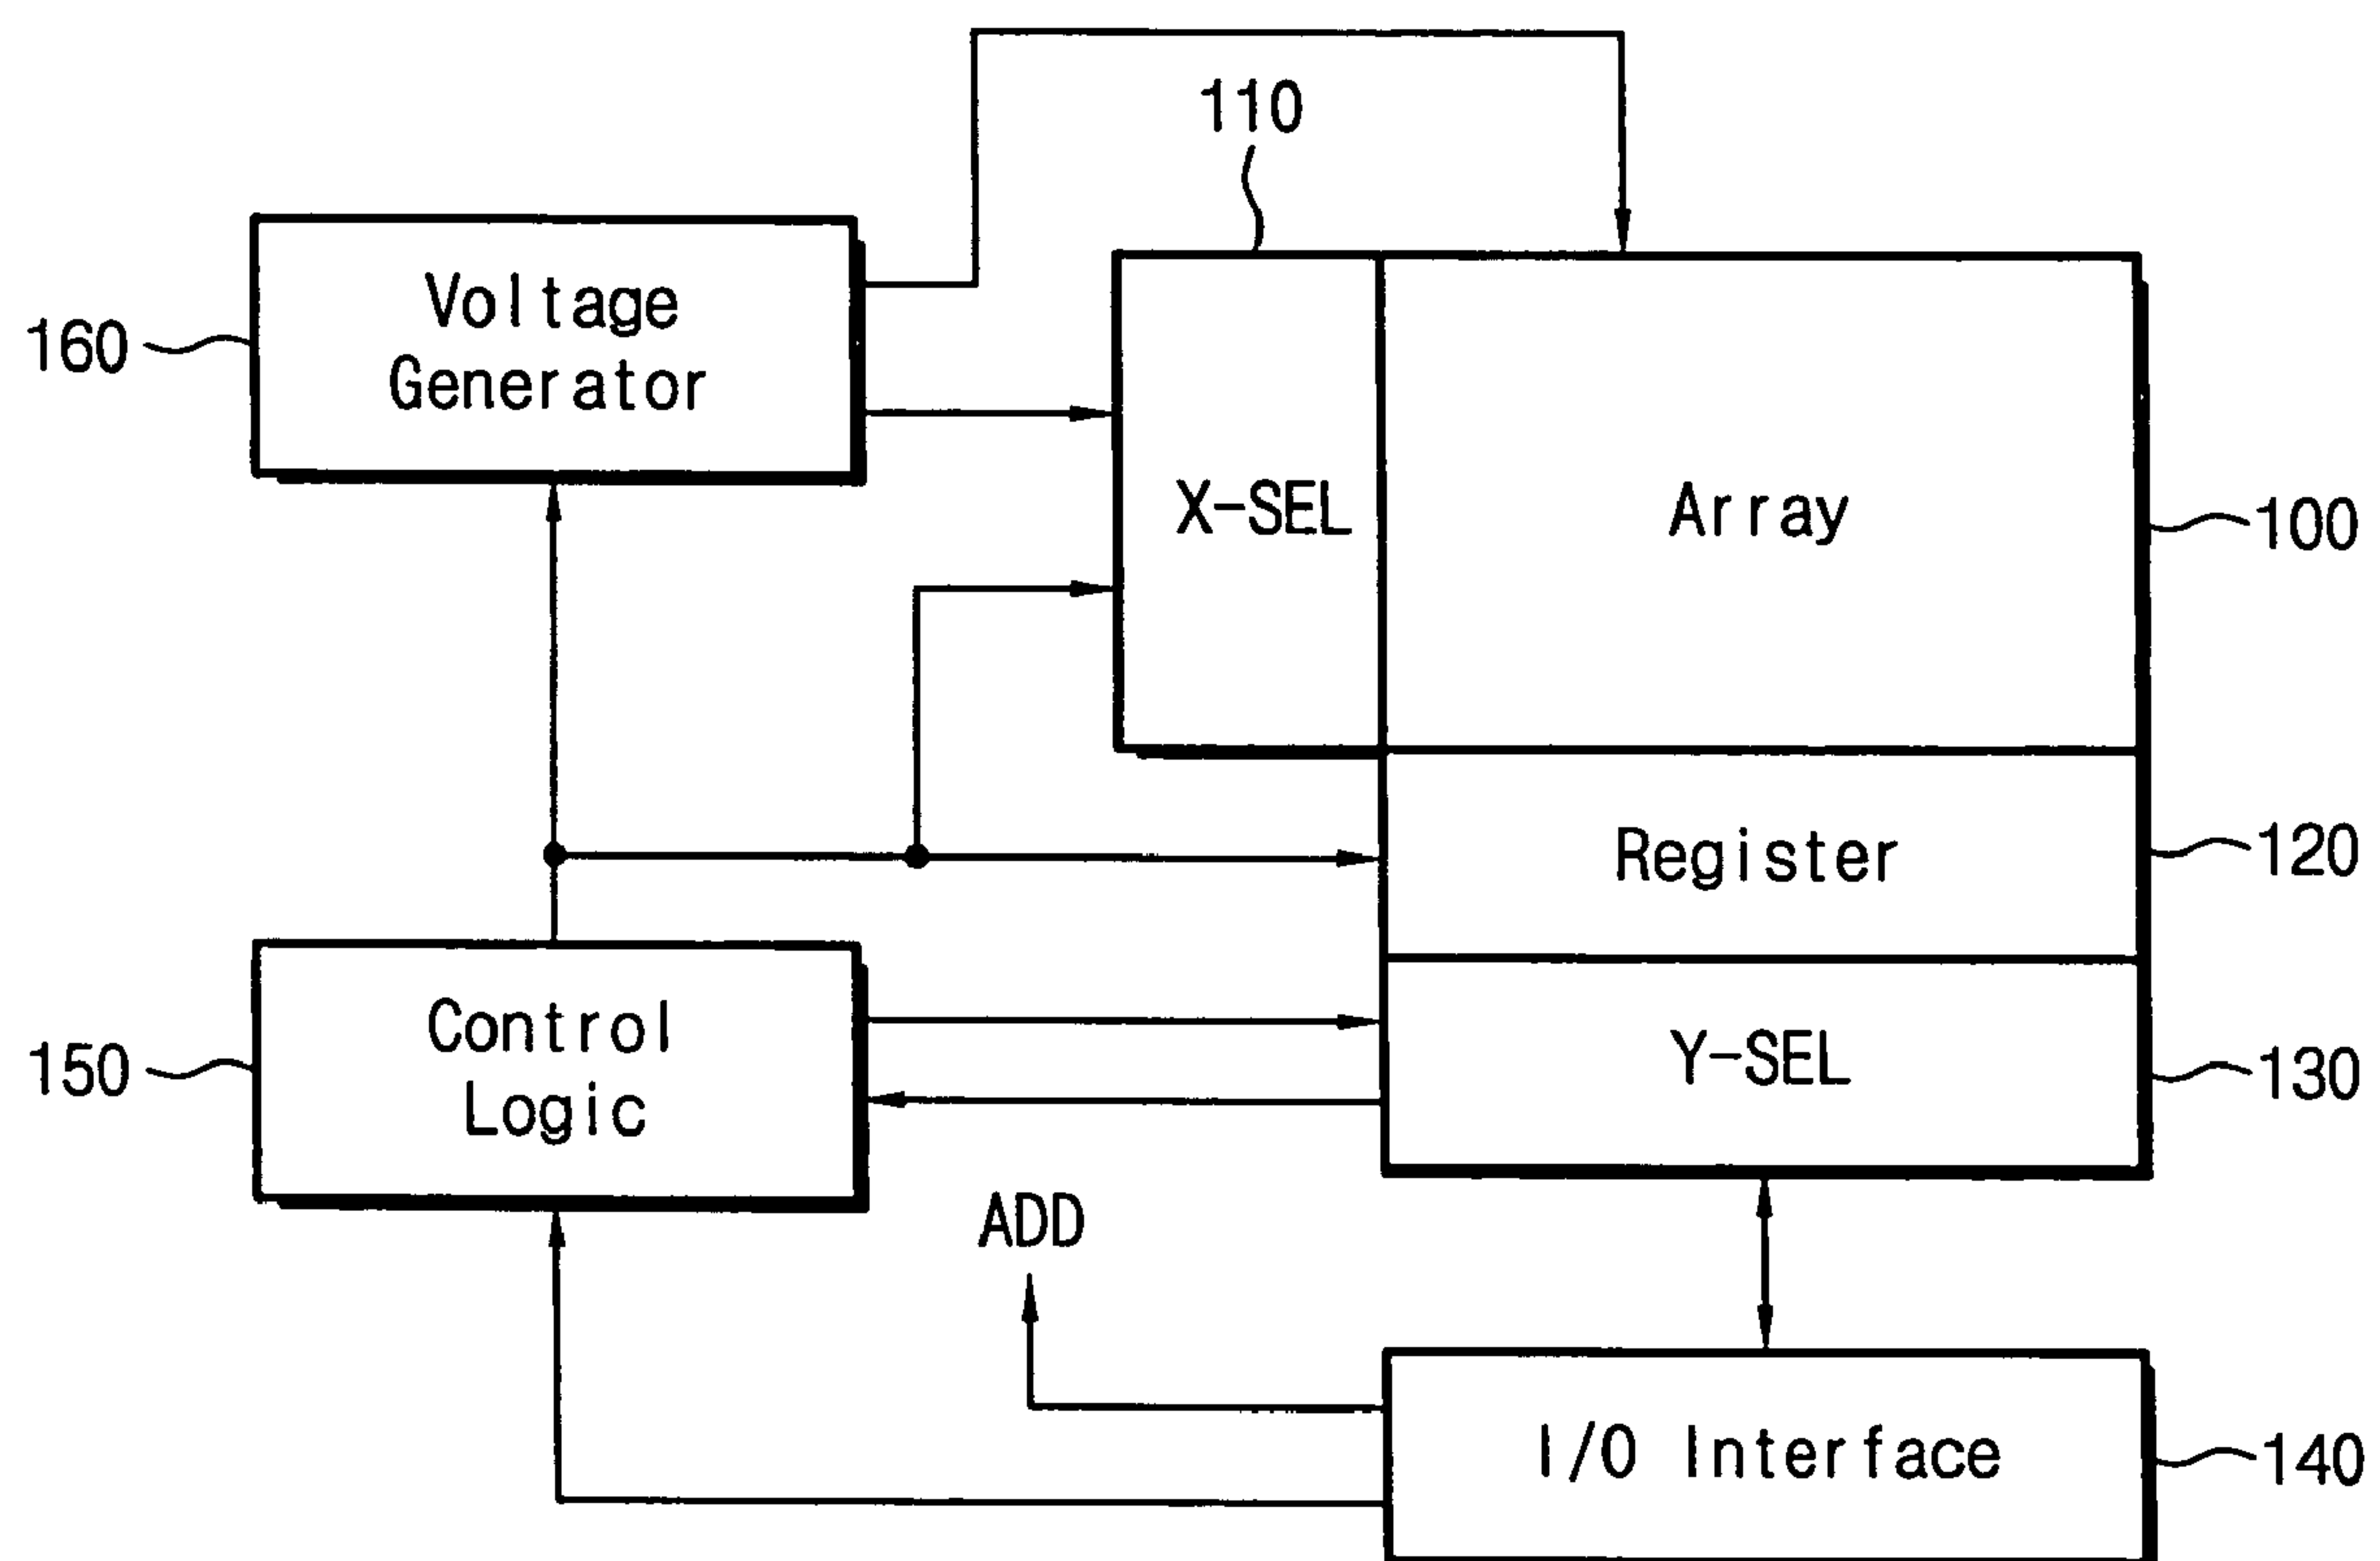 110
Voltage
Generator
160
X-SEL
Array
100
Register
120
Control
Logic
150
Y-SEL
130
ADD
I/O Interface
140